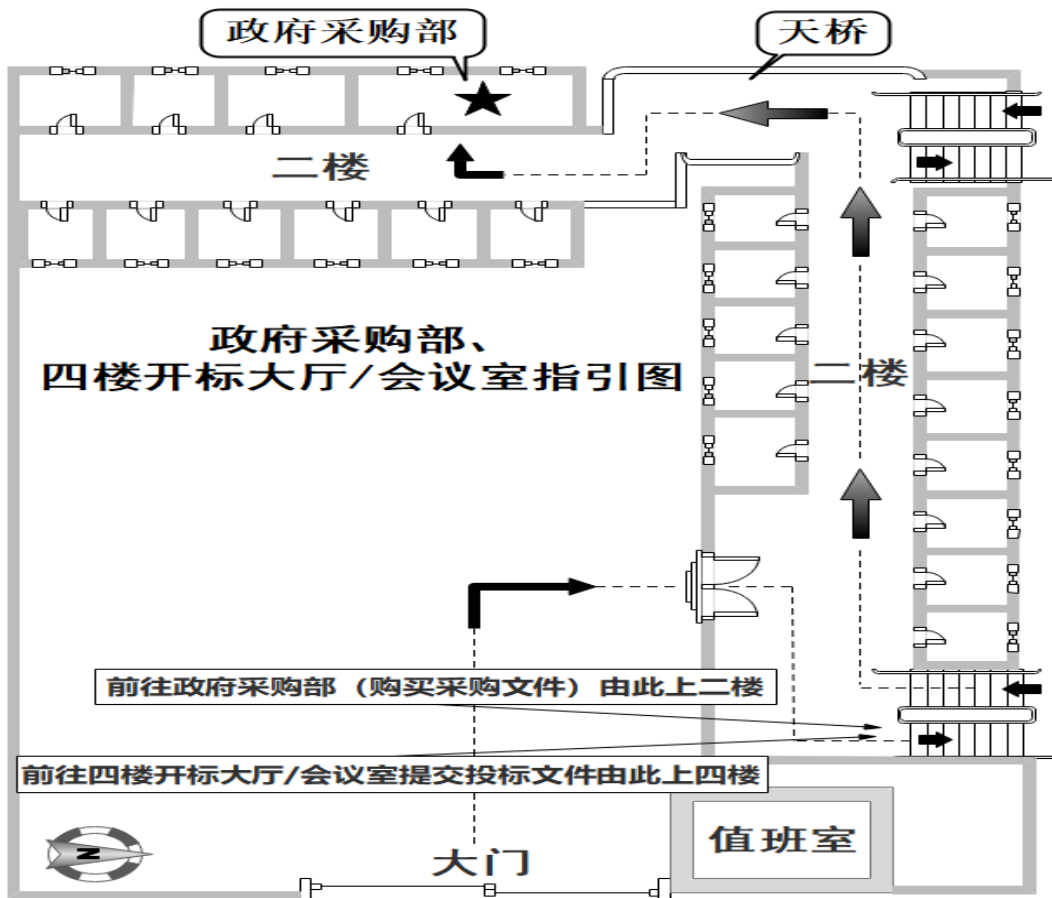 政府采购部
天桥
二楼
政府采购部、
四楼开标大厅/会议室指引图
二楼
前往政府采购部（购买采购文件）由此上二楼
前往四楼开标大厅/会议室提交投标文件由此上四楼
N
大门
值班室